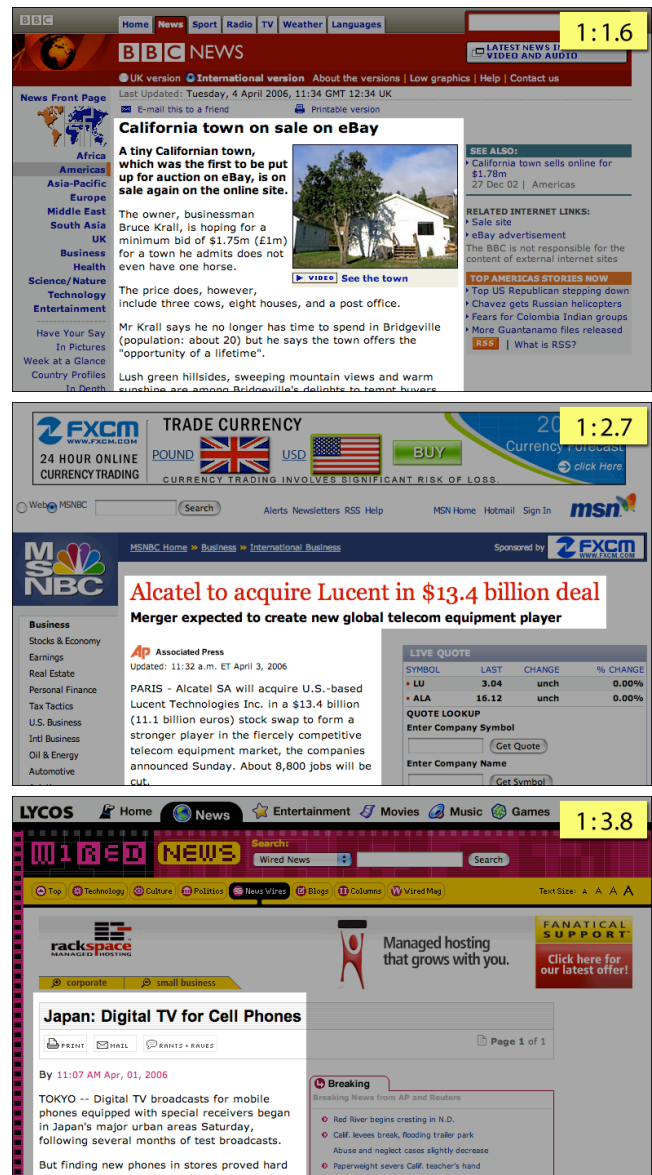 BBC
Home News Sport Radio TV Weather Languages
1:1.6
BBC NEWS
LATEST NEWS IN
VIDEO AND AUDIO
UK version International version About the versions | Low graphics | Help | Contact us
News Front Page
Last Updated: Tuesday, 4 April 2006, 11:34 GMT 12:34 UK
E-mail this to a friend Printable version
Africa
Americas
Asia-Pacific
Europe
Middle East
South Asia
UK
Business
Health
Science/Nature
Technology
Entertainment
Have Your Say
In Pictures
Week at a Glance
Country Profiles
In Depth
California town on sale on eBay
A tiny Californian town,
which was the first to be put
up for auction on eBay, is on
sale again on the online site.
The owner, businessman
Bruce Krall, is hoping for a
minimum bid of $1.75m (£1m)
for a town he admits does not
even have one horse.
VIDEO See the town
The price does, however,
include three cows, eight houses, and a post office.
Mr Krall says he no longer has time to spend in Bridgeville
(population: about 20) but he says the town offers the
"opportunity of a lifetime".
Lush green hillsides, sweeping mountain views and warm
sunshine are among Bridgeville's delights to tempt buyers
SEE ALSO:
California town sells online for
$1.78m
27 Dec 02 | Americas
RELATED INTERNET LINKS:
Sale site
eBay advertisement
The BBC is not responsible for the
content of external internet sites
TOP AMERICAS STORIES NOW
Top US Republican stepping down
Chavez gets Russian helicopters
Fears for Colombia Indian groups
More Guantanamo files released
RSS | What is RSS?
1:2.7
FXCM
WWW.FXCM.COM
24 HOUR ONLINE
CURRENCY TRADING
TRADE CURRENCY
POUND USD BUY
CURRENCY TRADING INVOLVES SIGNIFICANT RISK OF LOSS.
20
Currency Forecast
click Here
Web MSNBC Search
Alerts Newsletters RSS Help
MSN Home Hotmail Sign In
msn
MSNBC
MSNBC Home » Business » International Business
Sponsored by FXCM
Alcatel to acquire Lucent in $13.4 billion deal
Merger expected to create new global telecom equipment player
Business
Stocks & Economy
Earnings
Real Estate
Personal Finance
Tax Tactics
U.S. Business
Intl Business
Oil & Energy
Automotive
AP Associated Press
Updated: 11:32 a.m. ET April 3, 2006
PARIS - Alcatel SA will acquire U.S.-based
Lucent Technologies Inc. in a $13.4 billion
(11.1 billion euros) stock swap to form a
stronger player in the fiercely competitive
telecom equipment market, the companies
announced Sunday. About 8,800 jobs will be
cut.
LIVE QUOTE
SYMBOL LAST CHANGE % CHANGE
LU 3.04 unch 0.00%
ALA 16.12 unch 0.00%
QUOTE LOOKUP
Enter Company Symbol
Get Quote
Enter Company Name
Get Symbol
1:3.8
LYCOS Home News Entertainment Movies Music Games
WIRED NEWS
Search:
Wired News Search
Top Technology Culture Politics News Wires Blogs Columns Wired Mag Text Size: A A A A
rackspace
MANAGED HOSTING
Managed hosting
that grows with you.
FANATICAL
SUPPORT
Click here for
our latest offer!
corporate small business
Japan: Digital TV for Cell Phones
PRINT MAIL RANTS + RAVES
Page 1 of 1
By 11:07 AM Apr, 01, 2006
TOKYO -- Digital TV broadcasts for mobile
phones equipped with special receivers began
in Japan's major urban areas Saturday,
following several months of test broadcasts.
But finding new phones in stores proved hard
Breaking
Breaking News from AP and Reuters
Red River begins cresting in N.D.
Calif. levees break, flooding trailer park
Abuse and neglect cases slightly decrease
Paperweight severs Calif. teacher's hand